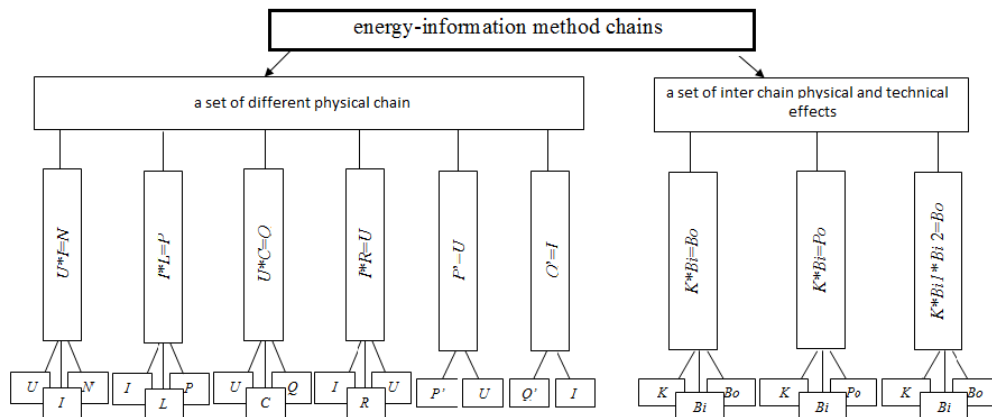 energy-information method chains
a set of different physical chain
a set of inter chain physical and technical
effects
U*I=N
I*L=P
U*C=Q
I*R=U
P'=U
Q'=I
K*Bi=Bo
K*Bi=Po
K*Bi1*Bi 2=Bo
U I N
I L P
U C Q
I R U
P' U
Q' I
K Bi Bo
K Bi Po
K Bi Bo